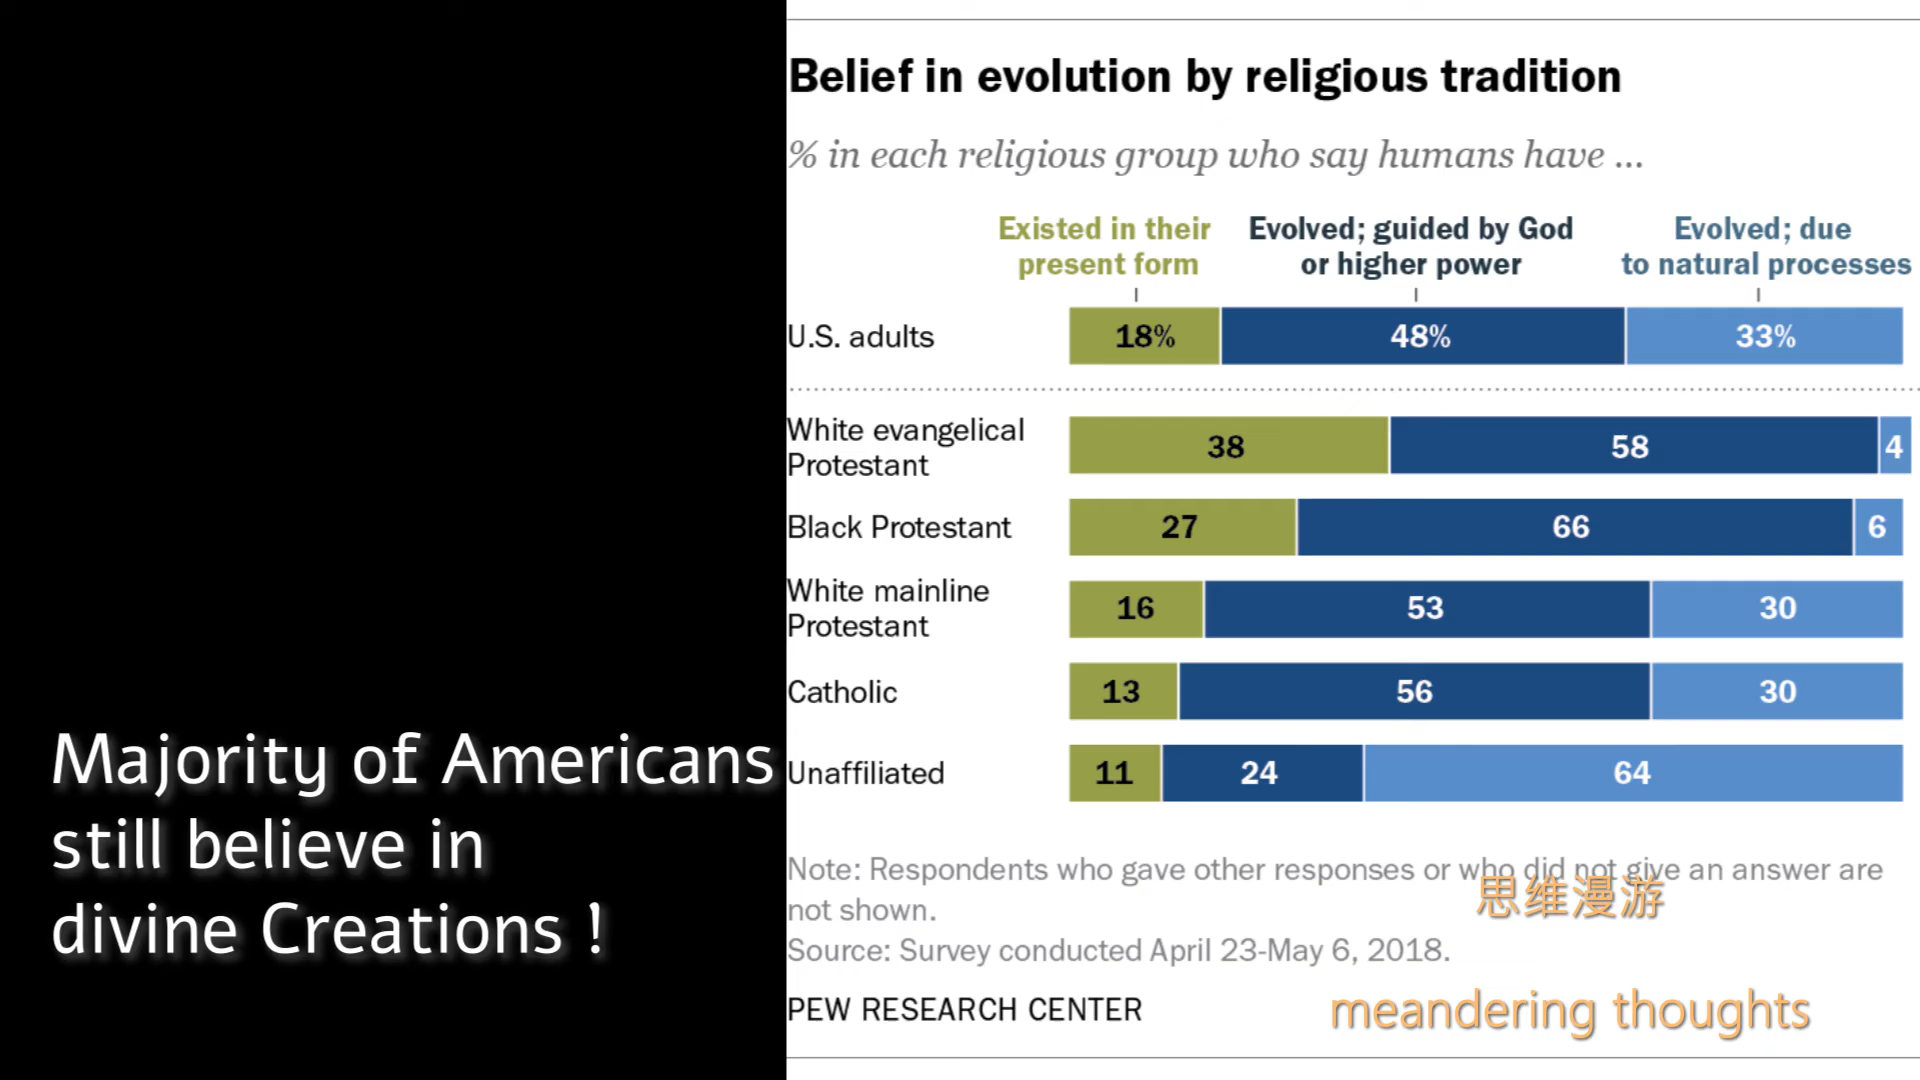 Majority of Americans
still believe in
divine Creations !
Belief in evolution by religious tradition
% in each religious group who say humans have ...
Existed in their
present form
Evolved; guided by God
or higher power
Evolved; due
to natural processes
U.S. adults
18%
48%
33%
White evangelical
Protestant
38
58
4
Black Protestant
27
66
6
White mainline
Protestant
16
53
30
Catholic
13
56
30
Unaffiliated
11
24
64
Note: Respondents who gave other responses or who did not give an answer are
not shown.
思维漫游
Source: Survey conducted April 23-May 6, 2018.
PEW RESEARCH CENTER
meandering thoughts